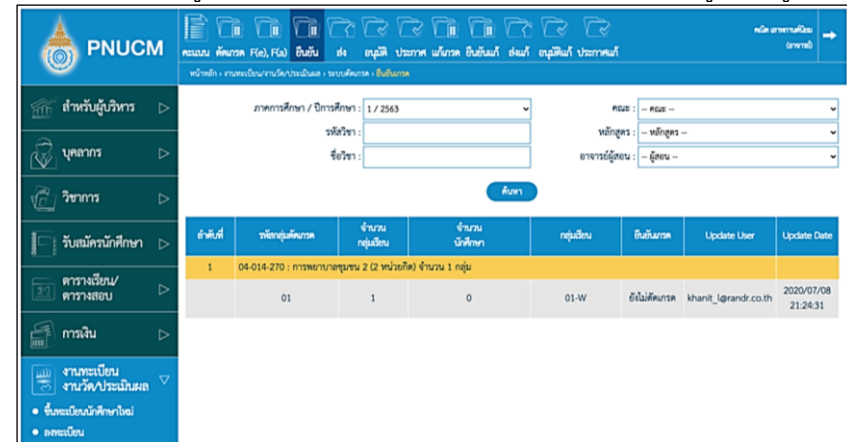 PNUCM
คะแนน ตัดเกรด F(e), F(a) ยืนยัน ส่ง อนุมัติ ประกาศ แก้เกรด ยืนยันแก้ ส่งแก้ อนุมัติแก้ ประกาศแก้
(อาจารย์)
หน้าหลัก › งานทะเบียน/งานวัด/ประเมินผล › ระบบตัดเกรด › ยืนยันเกรด
สำหรับผู้บริหาร
บุคลากร
วิชาการ
รับสมัครนักศึกษา
ตารางเรียน/
ตารางสอบ
การเงิน
งานทะเบียน
งานวัด/ประเมินผล
ขึ้นทะเบียนนักศึกษาใหม่
ลงทะเบียน
ภาคการศึกษา / ปีการศึกษา : 1 / 2563 คณะ : -- คณะ --
รหัสวิชา : หลักสูตร : -- หลักสูตร --
ชื่อวิชา : อาจารย์ผู้สอน : -- ผู้สอน --
ค้นหา
ลำดับที่ รหัสกลุ่มตัดเกรด จำนวน กลุ่มเรียน จำนวน นักศึกษา กลุ่มเรียน ยืนยันเกรด Update User Update Date
1 04-014-270 : การพยาบาลชุมชน 2 (2 หน่วยกิต) จำนวน 1 กลุ่ม
01 1 0 01-W ยังไม่ตัดเกรด khanit_l@randr.co.th 2020/07/08
21:24:31